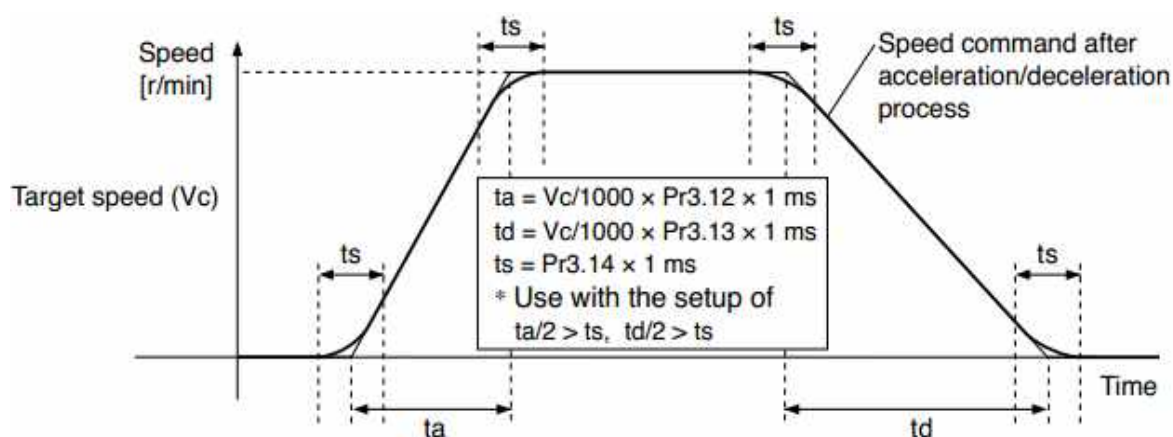 ts
ts
Speed
[r/min]
Speed command after
acceleration/deceleration
process
Target speed (Vc)
ta = Vc/1000 × Pr3.12 × 1 ms
td = Vc/1000 × Pr3.13 × 1 ms
ts = Pr3.14 × 1 ms
* Use with the setup of
ta/2 > ts, td/2 > ts
ts
ts
Time
ta
td